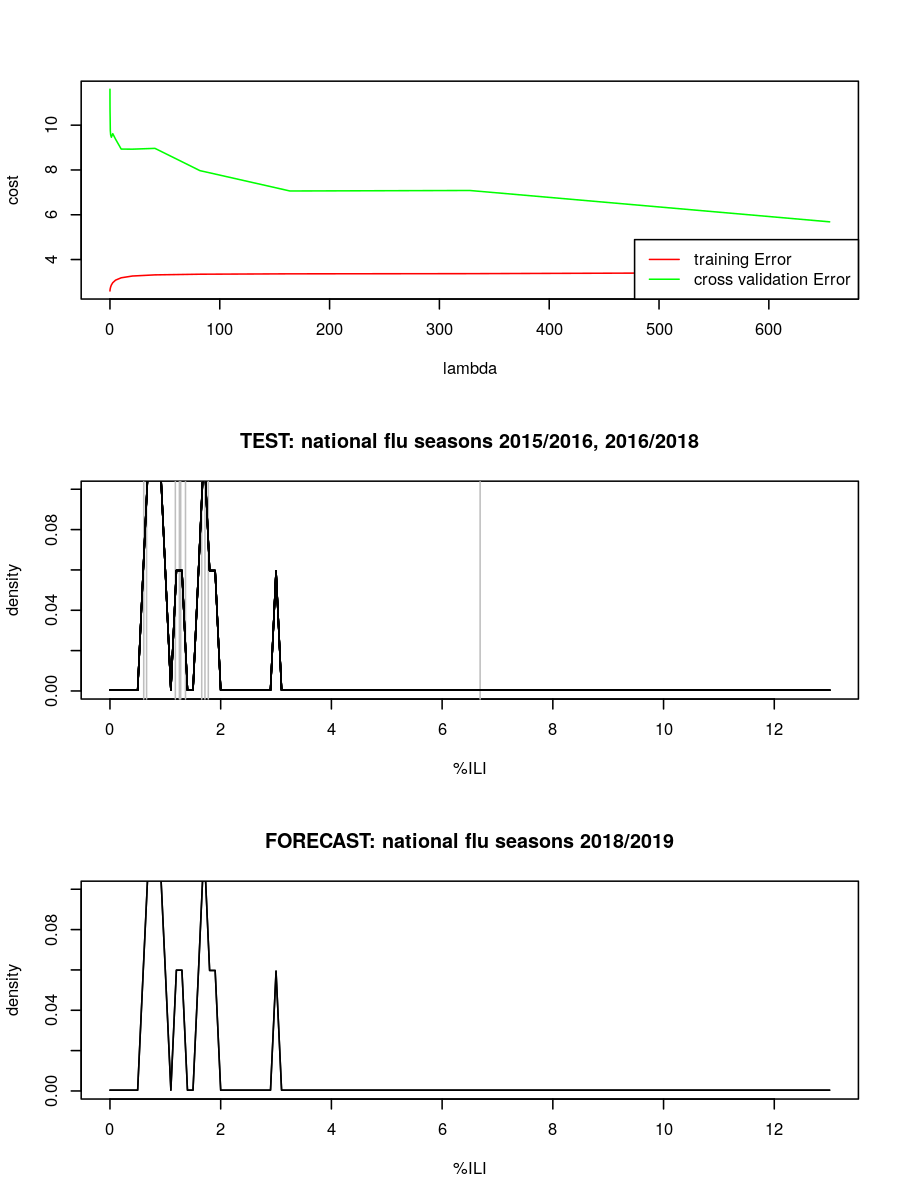 cost
10
8
6
4
training Error
cross validation Error
0 100 200 300 400 500 600
lambda
TEST: national flu seasons 2015/2016, 2016/2018
density
0.08
0.04
0.00
0 2 4 6 8 10 12
%ILI
FORECAST: national flu seasons 2018/2019
density
0.08
0.04
0.00
0 2 4 6 8 10 12
%ILI